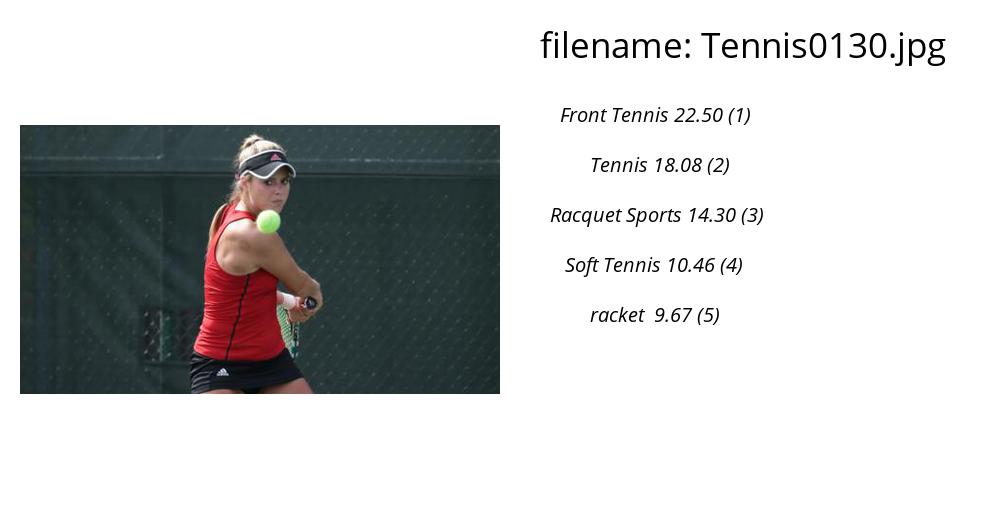 filename: Tennis0130.jpg
Front Tennis 22.50 (1)
Tennis 18.08 (2)
Racquet Sports 14.30 (3)
Soft Tennis 10.46 (4)
racket 9.67 (5)